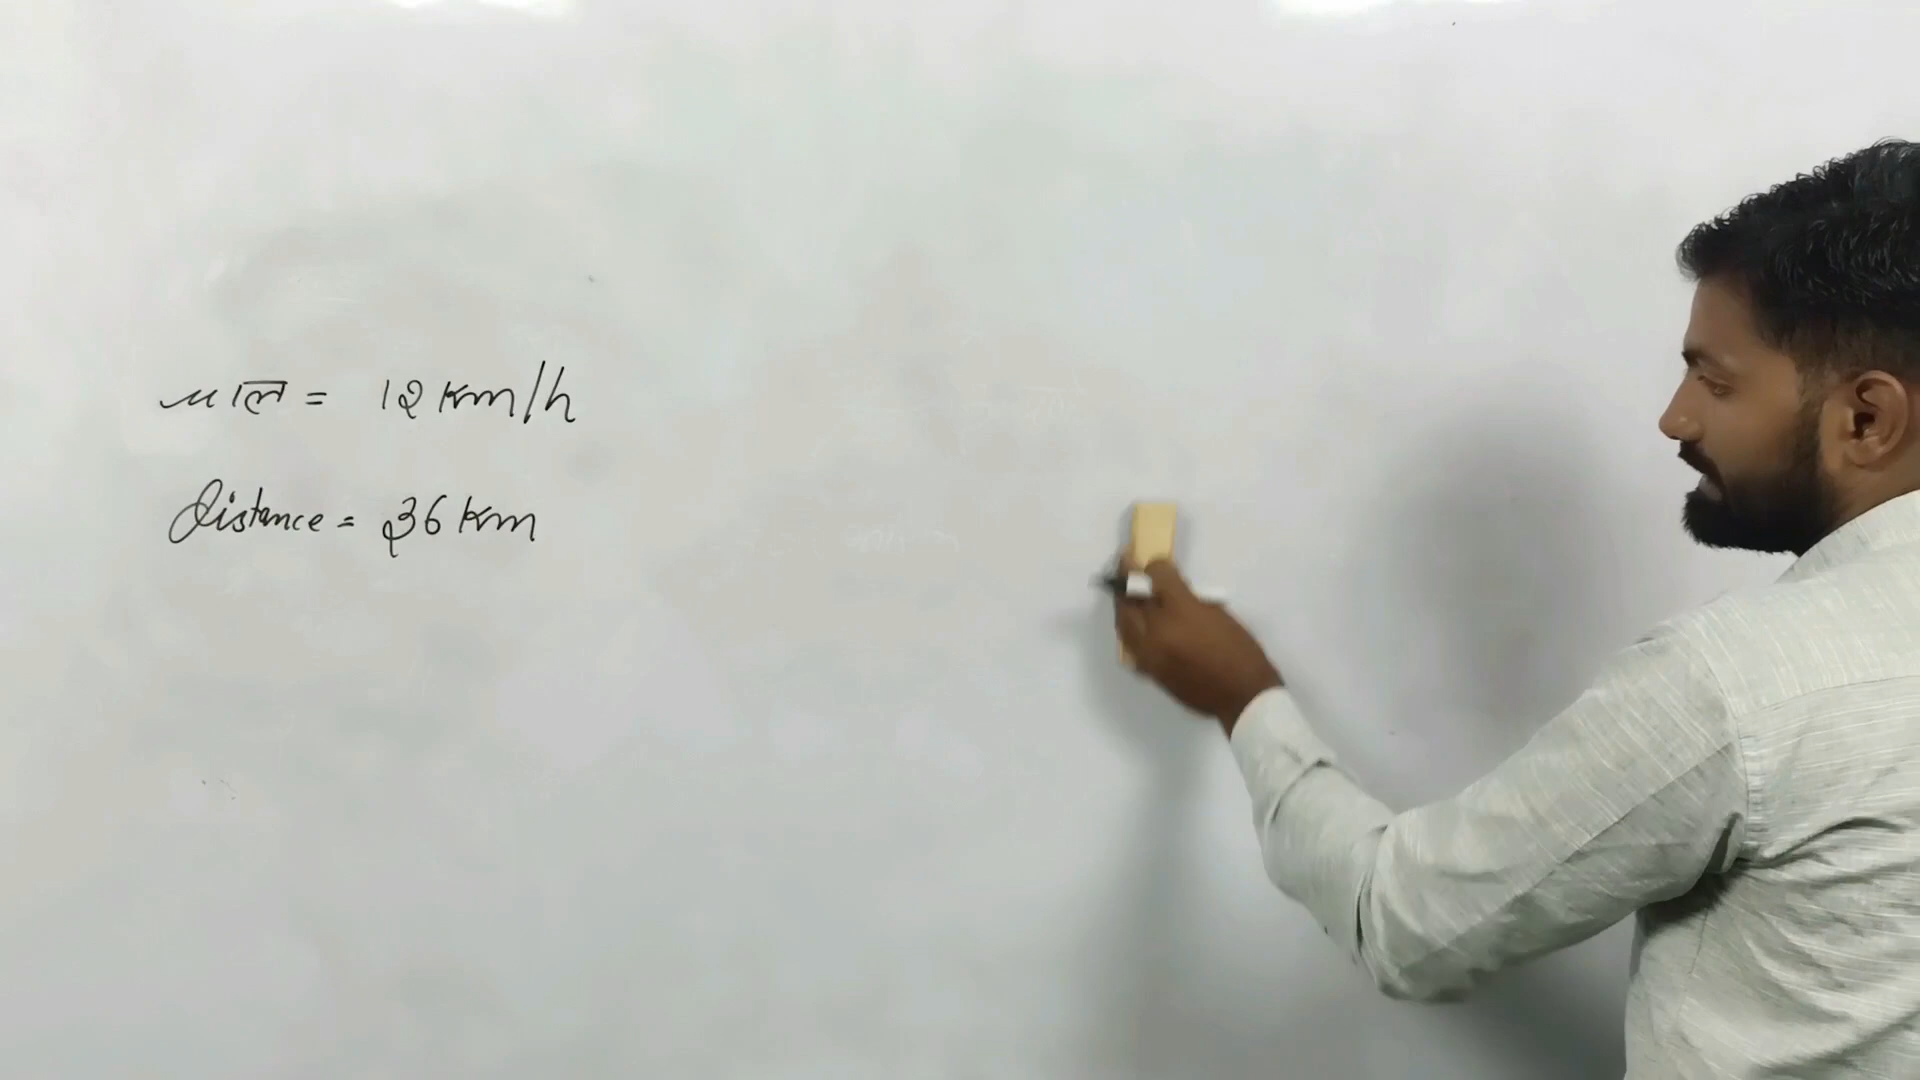 चाल = 12 km/h
Distance = 36 km